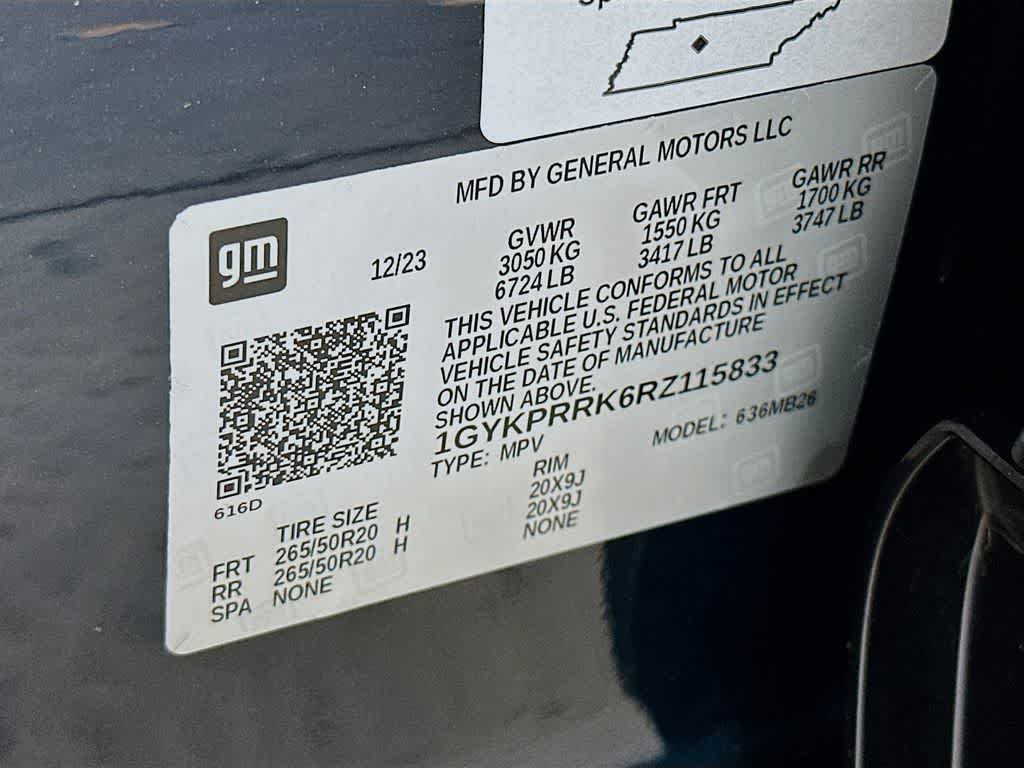 MFD BY GENERAL MOTORS LLC
gm
12/23
GVWR
3050 KG
6724 LB
GAWR FRT
1550 KG
3417 LB
GAWR RR
1700 KG
3747 LB
THIS VEHICLE CONFORMS TO ALL
APPLICABLE U.S. FEDERAL MOTOR
VEHICLE SAFETY STANDARDS IN EFFECT
ON THE DATE OF MANUFACTURE
SHOWN ABOVE.
1GYKPRRK6RZ115833
TYPE: MPV
MODEL: 636MB26
616D
TIRE SIZE RIM
FRT 265/50R20 H 20X9J
RR 265/50R20 H 20X9J
SPA NONE NONE